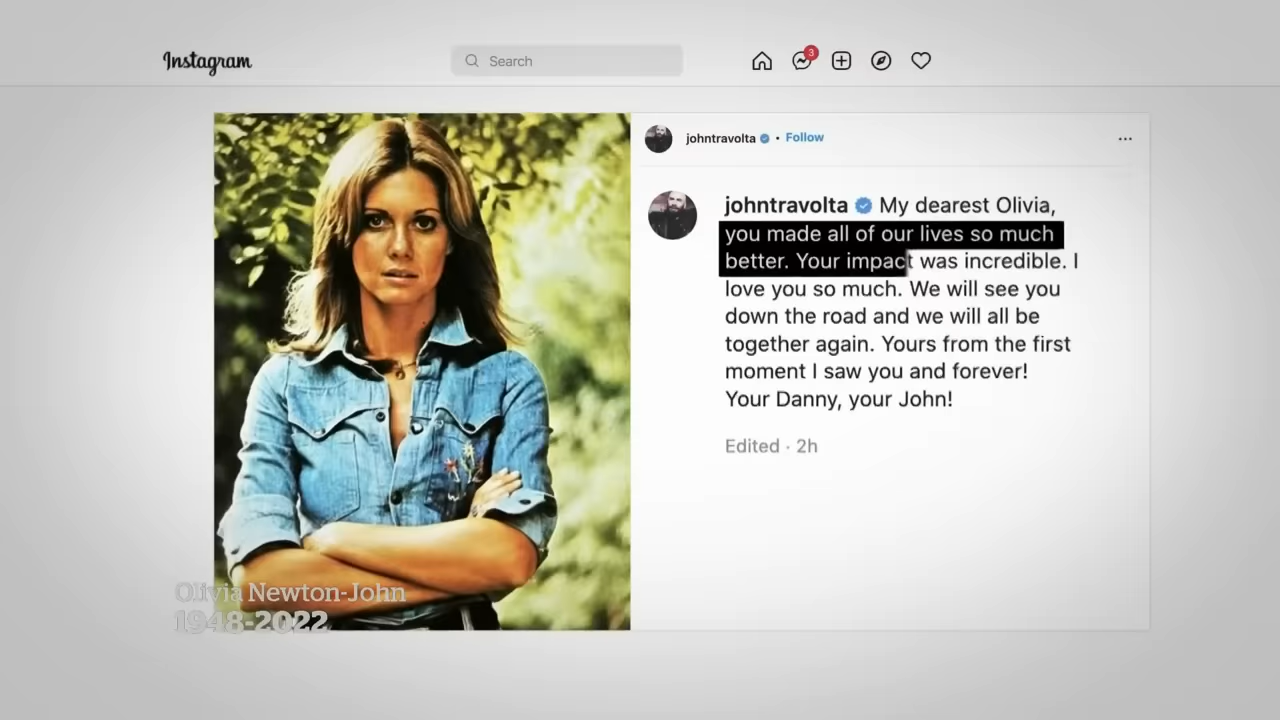 Instagram
Search
3
johntravolta • Follow
johntravolta My dearest Olivia,
you made all of our lives so much
better. Your impact was incredible. I
love you so much. We will see you
down the road and we will all be
together again. Yours from the first
moment I saw you and forever!
Your Danny, your John!
Edited · 2h
Olivia Newton-John
1948-2022